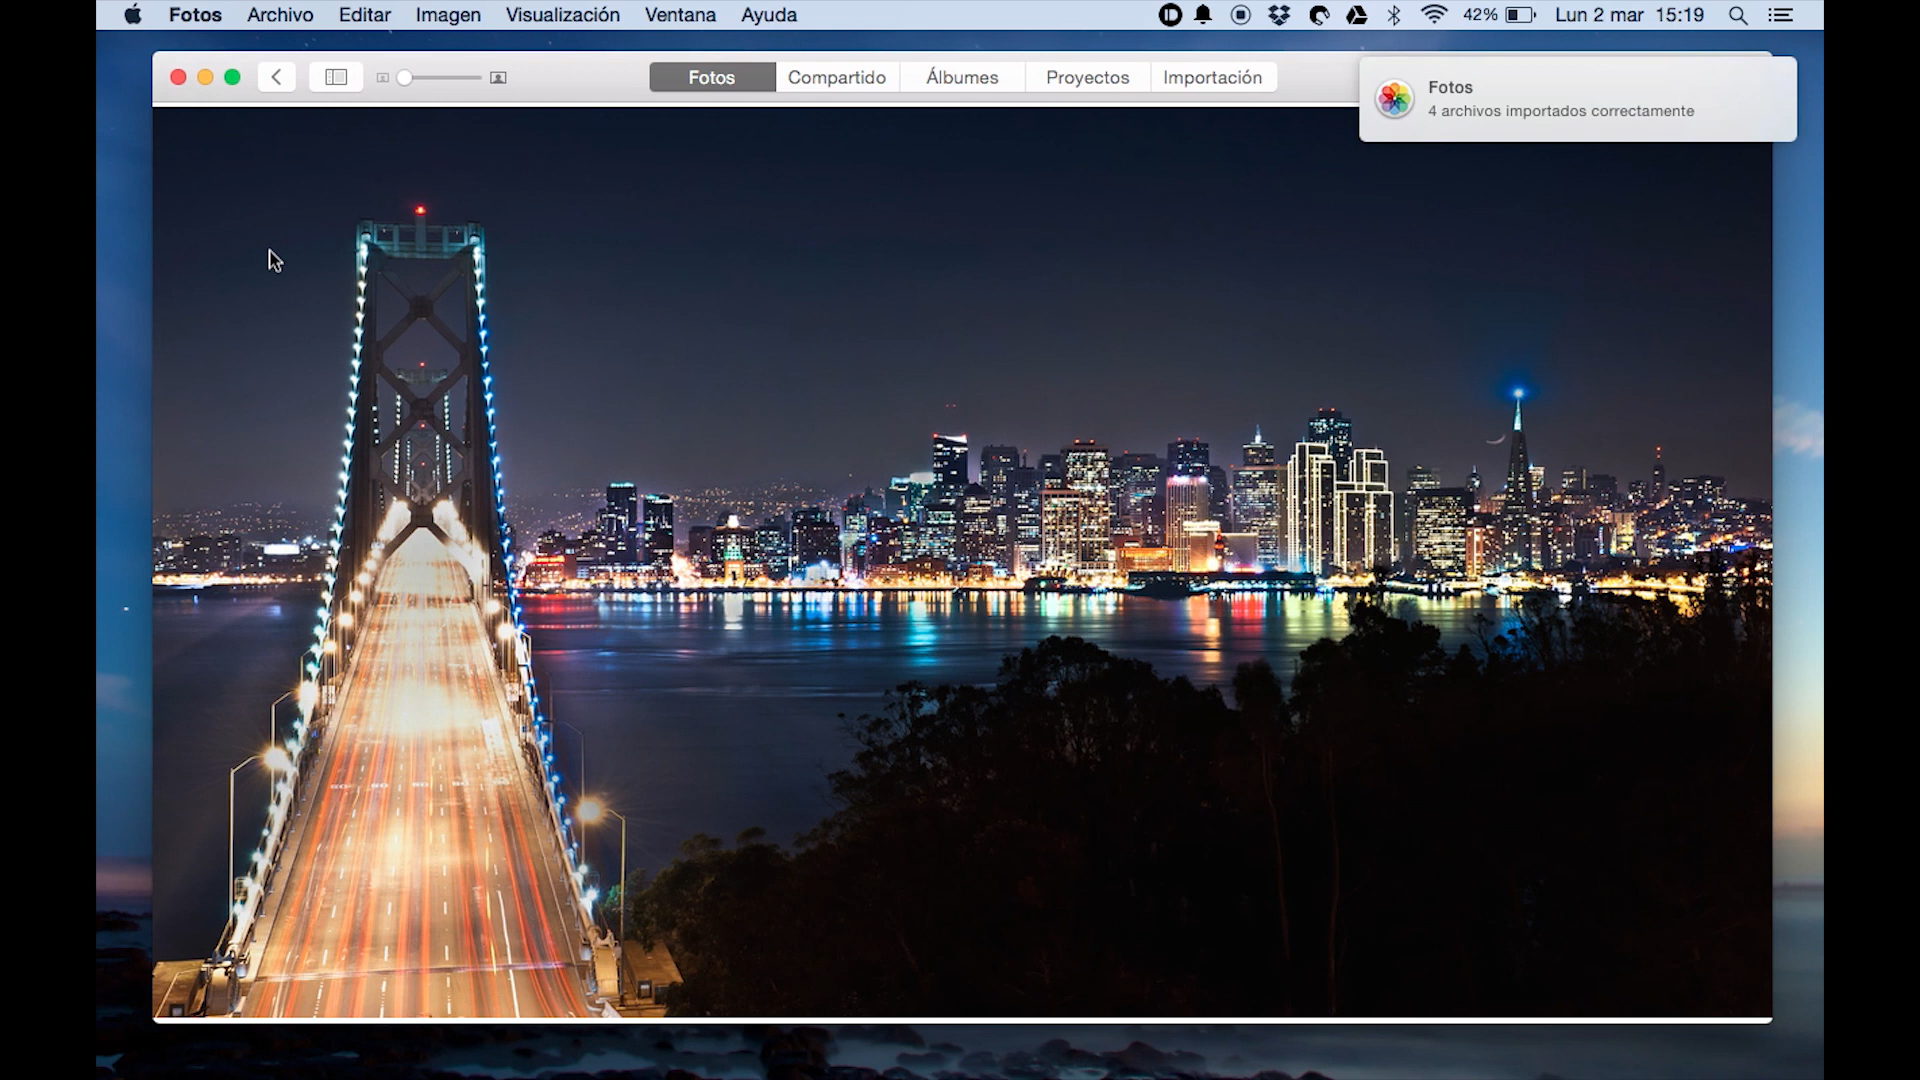 Fotos Archivo Editar Imagen Visualización Ventana Ayuda 42% Lun 2 mar 15:19
Fotos Compartido Álbumes Proyectos Importación
Fotos
4 archivos importados correctamente